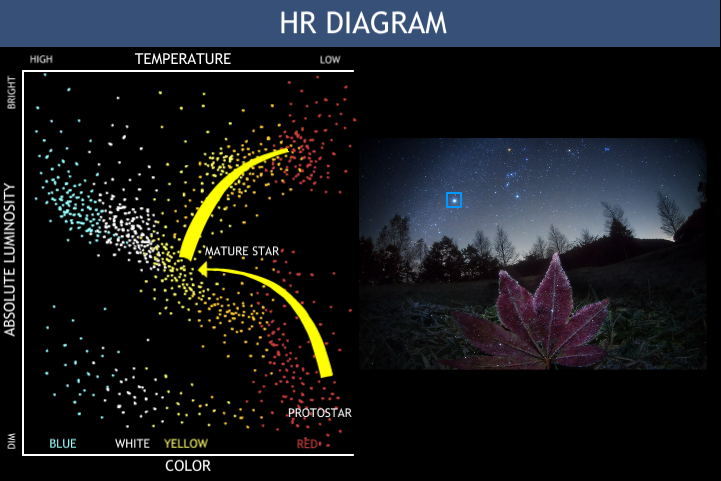 HR DIAGRAM
HIGH TEMPERATURE LOW
BRIGHT
ABSOLUTE LUMINOSITY
DIM
MATURE STAR
PROTOSTAR
BLUE WHITE YELLOW RED
COLOR